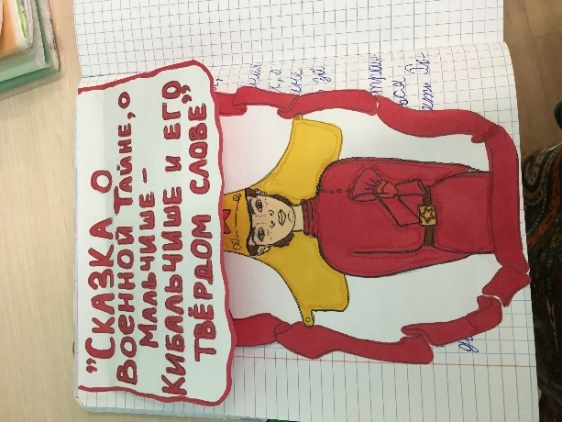 "Сказка о
Военной Тайне, о
Мальчише -
Кибальчише и его
твёрдом слове"